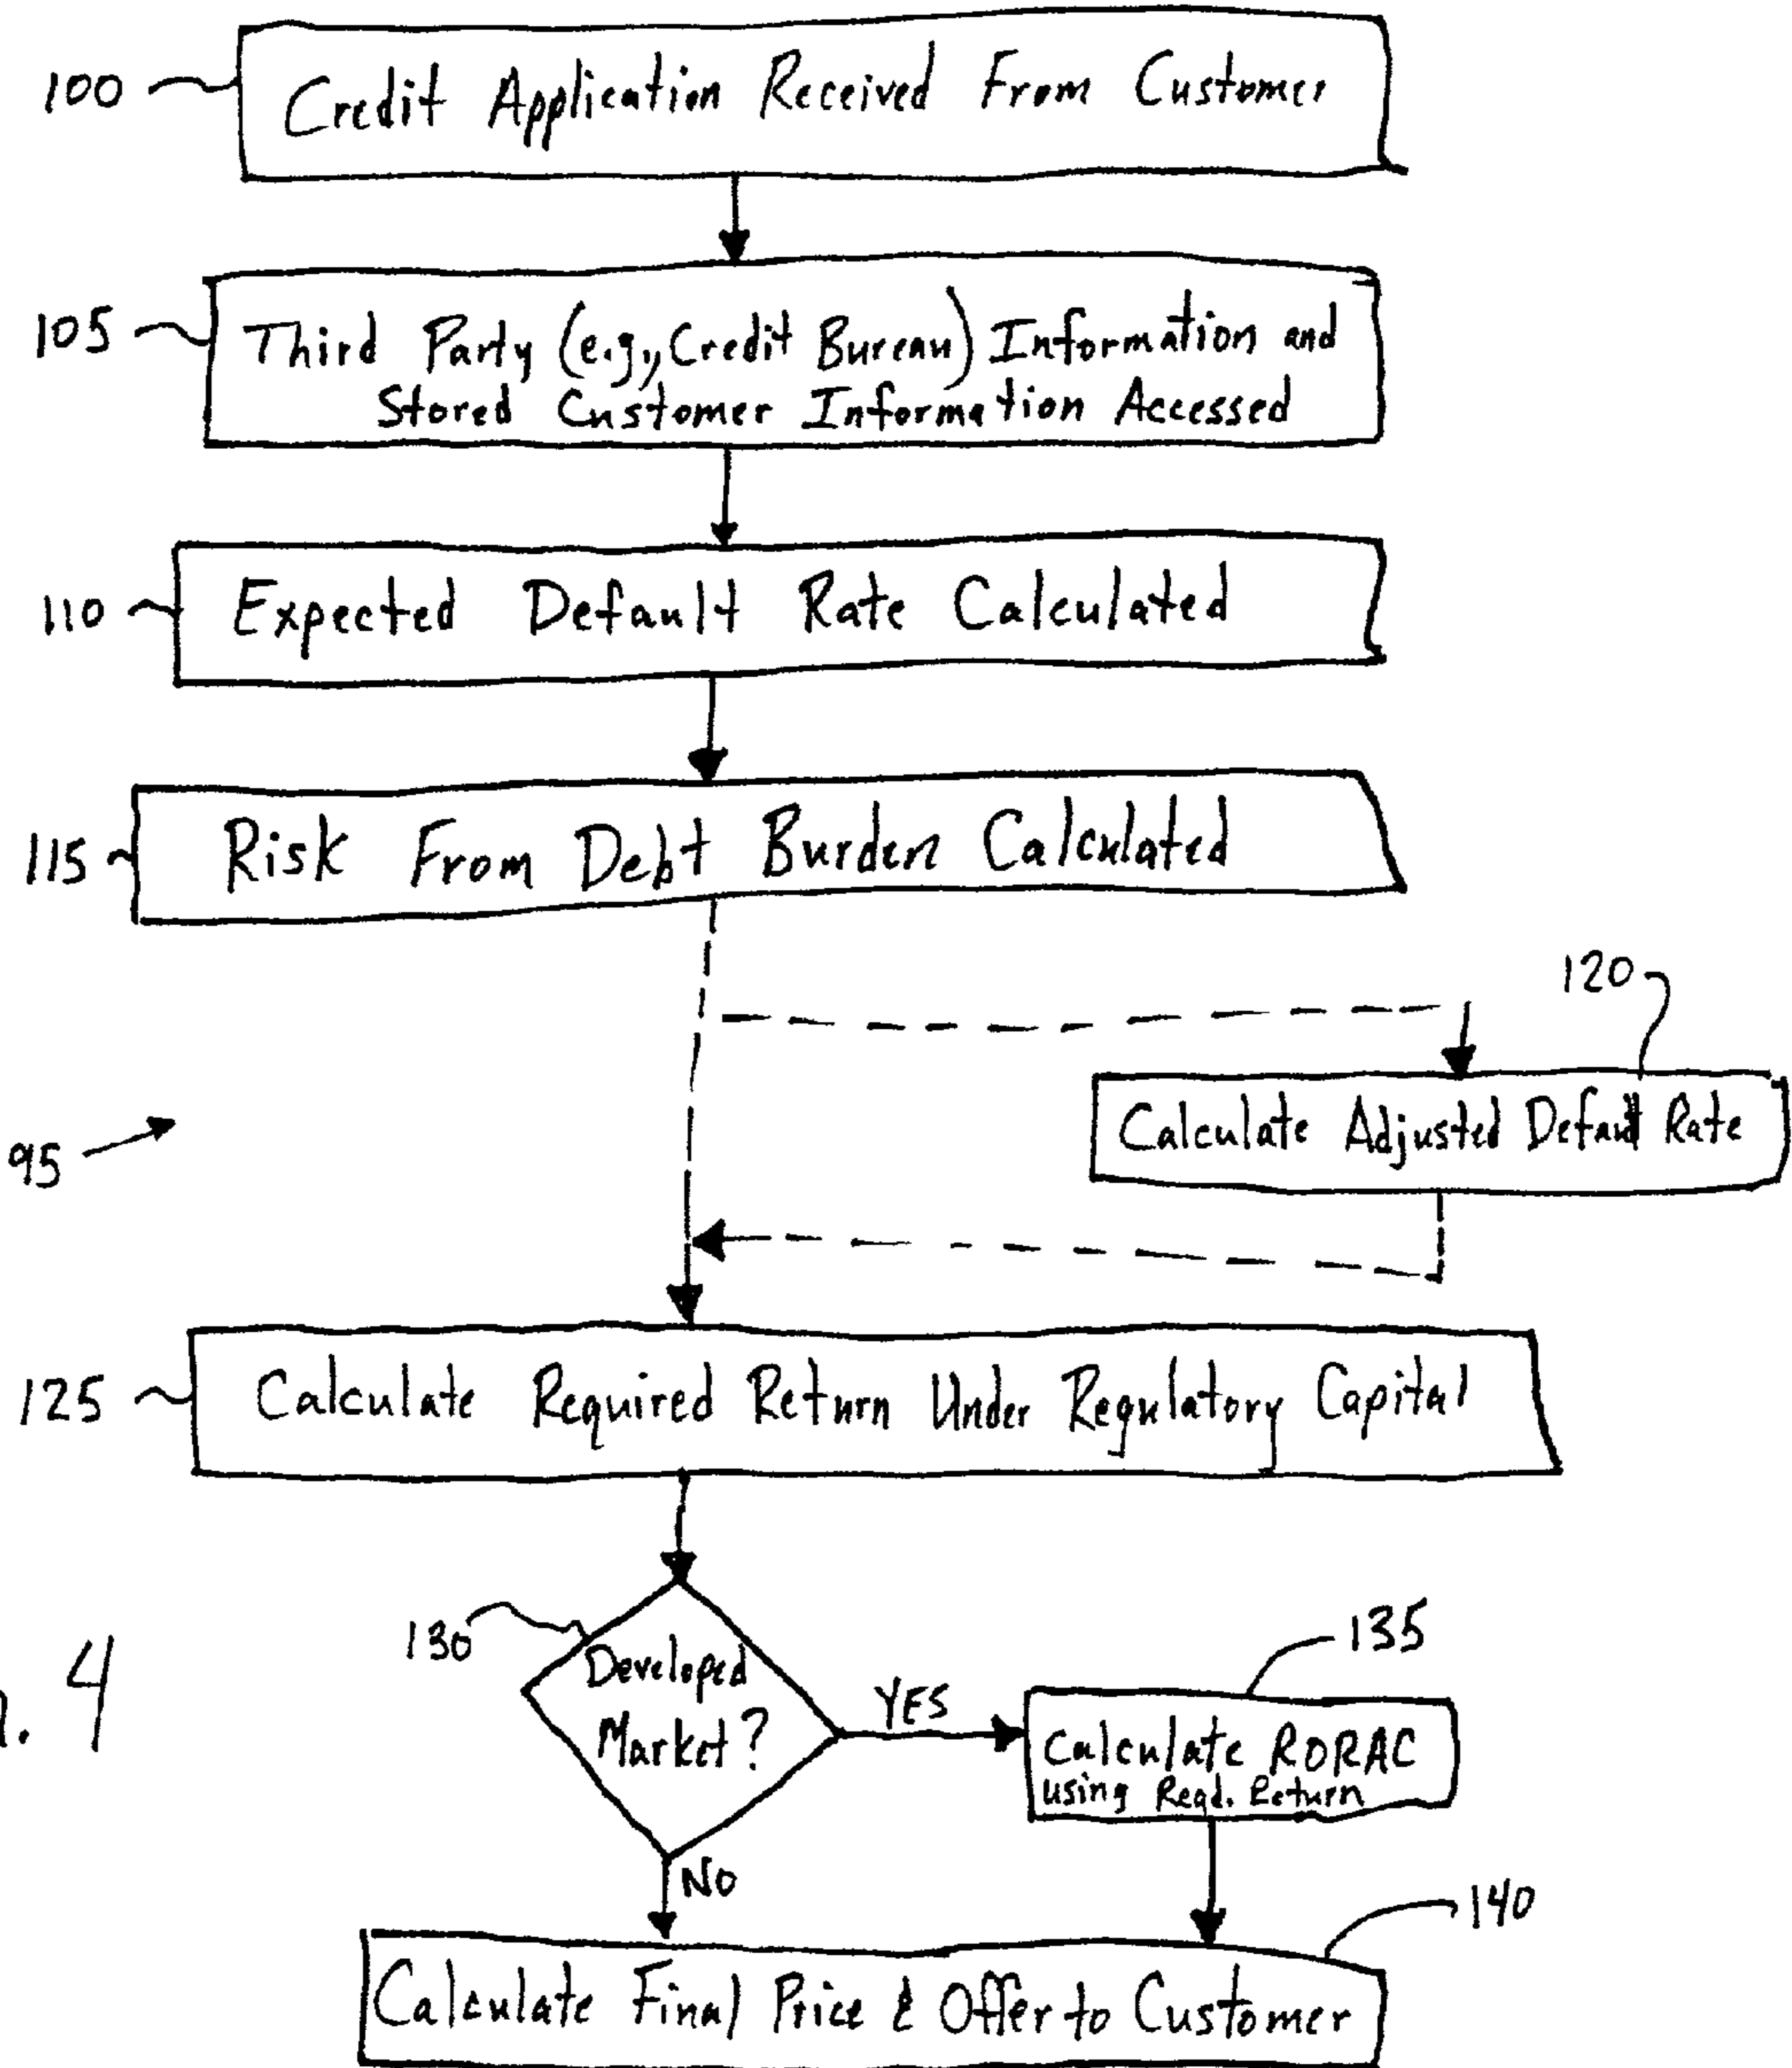 100
Credit Application Received From Customer
105
Third Party (e.g., Credit Bureau) Information and
Stored Customer Information Accessed
110
Expected Default Rate Calculated
115
Risk From Debt Burden Calculated
120
Calculate Adjusted Default Rate
95
125
Calculate Required Return Under Regulatory Capital
130
Developed
Market?
YES
135
Calculate RORAC
using Reqd. Return
4
NO
140
Calculate Final Price & Offer to Customer